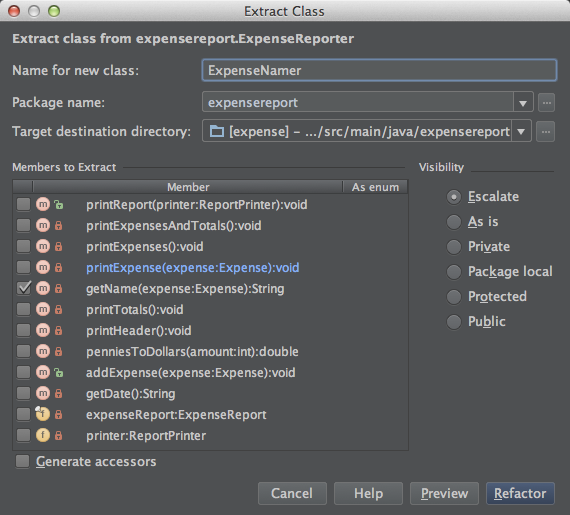 Extract Class
Extract class from expensereport.ExpenseReporter
Name for new class: ExpenseNamer
Package name: expensereport ...
Target destination directory: [expense] – .../src/main/java/expensereport ...
Members to Extract
Visibility
Member As enum
m printReport(printer:ReportPrinter):void
m printExpensesAndTotals():void
m printExpenses():void
m printExpense(expense:Expense):void
m getName(expense:Expense):String
m printTotals():void
m printHeader():void
m penniesToDollars(amount:int):double
m addExpense(expense:Expense):void
m getDate():String
f expenseReport:ExpenseReport
f printer:ReportPrinter
Escalate
As is
Private
Package local
Protected
Public
Generate accessors
Cancel Help Preview Refactor